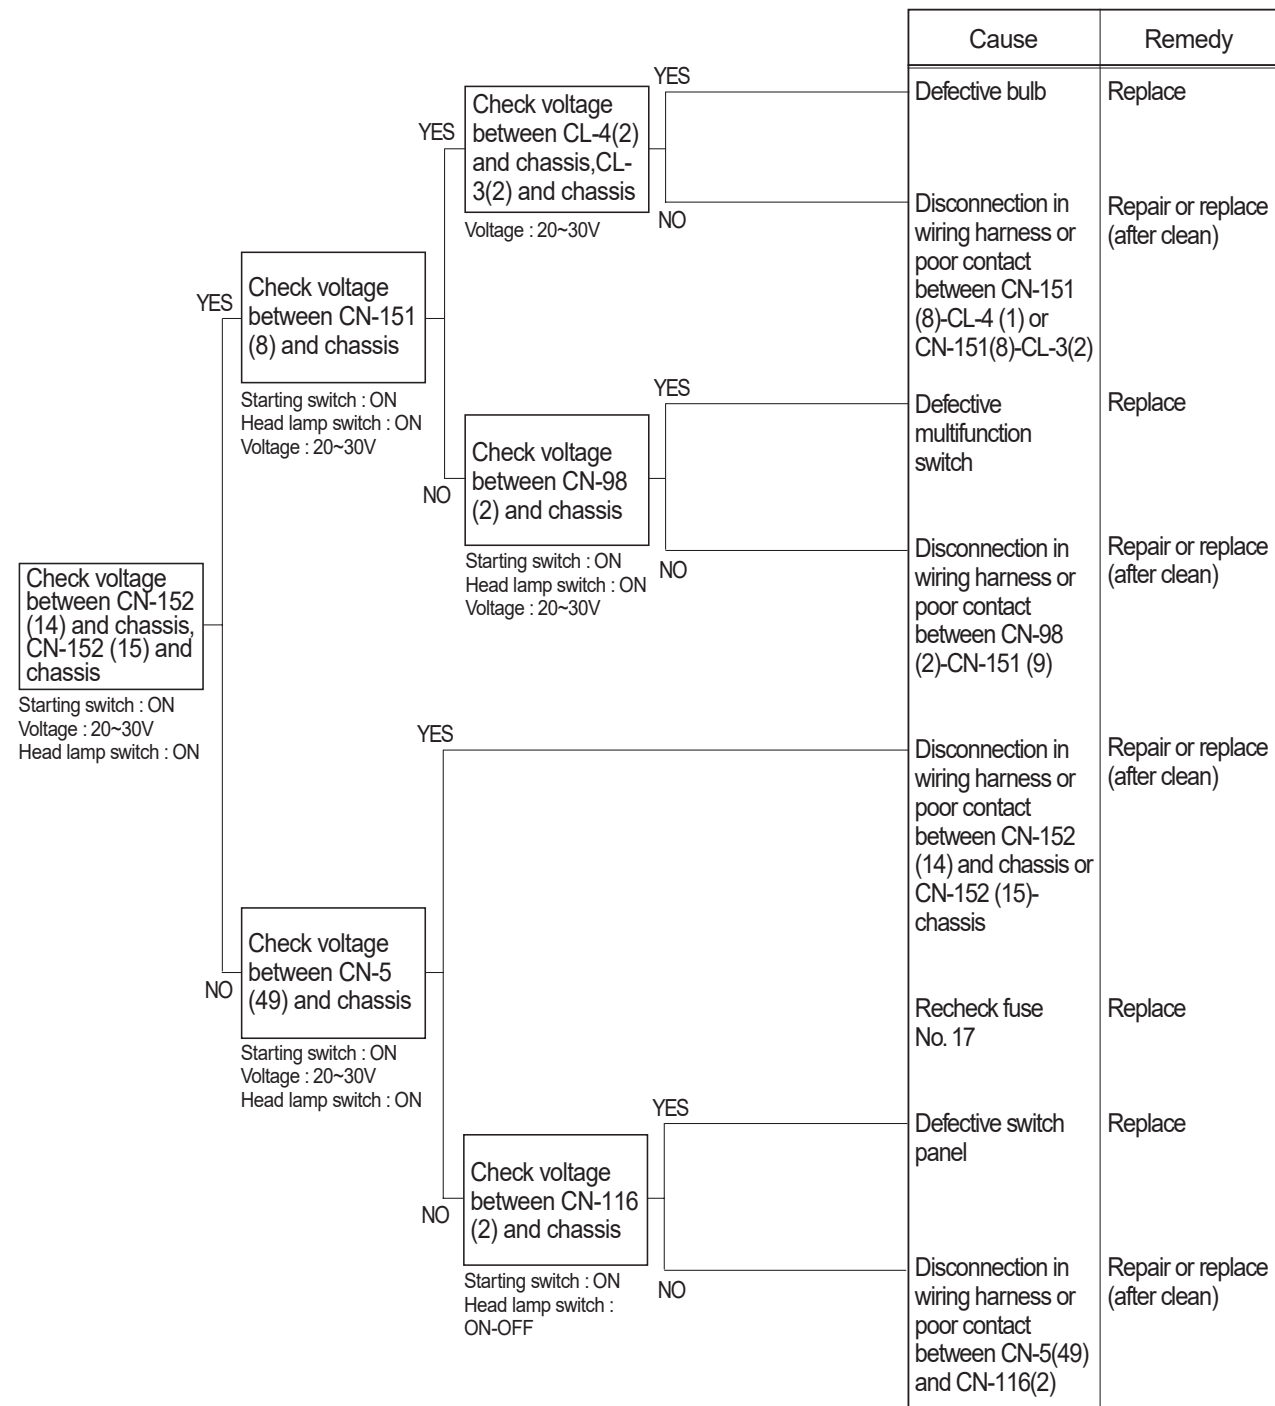 Cause
Remedy
YES
Defective bulb
Replace
YES
Check voltage
between CL-4(2)
and chassis,CL-
3(2) and chassis
Voltage : 20~30V
NO
Disconnection in
wiring harness or
poor contact
between CN-151
(8)-CL-4 (1) or
CN-151(8)-CL-3(2)
Repair or replace
(after clean)
YES
Check voltage
between CN-151
(8) and chassis
Starting switch : ON
Head lamp switch : ON
Voltage : 20~30V
YES
Defective
multifunction
switch
Replace
NO
Check voltage
between CN-98
(2) and chassis
Starting switch : ON
Head lamp switch : ON
Voltage : 20~30V
NO
Disconnection in
wiring harness or
poor contact
between CN-98
(2)-CN-151 (9)
Repair or replace
(after clean)
Check voltage
between CN-152
(14) and chassis,
CN-152 (15) and
chassis
Starting switch : ON
Voltage : 20~30V
Head lamp switch : ON
YES
Disconnection in
wiring harness or
poor contact
between CN-152
(14) and chassis or
CN-152 (15)-
chassis
Repair or replace
(after clean)
NO
Check voltage
between CN-5
(49) and chassis
Starting switch : ON
Voltage : 20~30V
Head lamp switch : ON
Recheck fuse
No. 17
Replace
YES
Defective switch
panel
Replace
NO
Check voltage
between CN-116
(2) and chassis
Starting switch : ON
Head lamp switch :
ON-OFF
NO
Disconnection in
wiring harness or
poor contact
between CN-5(49)
and CN-116(2)
Repair or replace
(after clean)